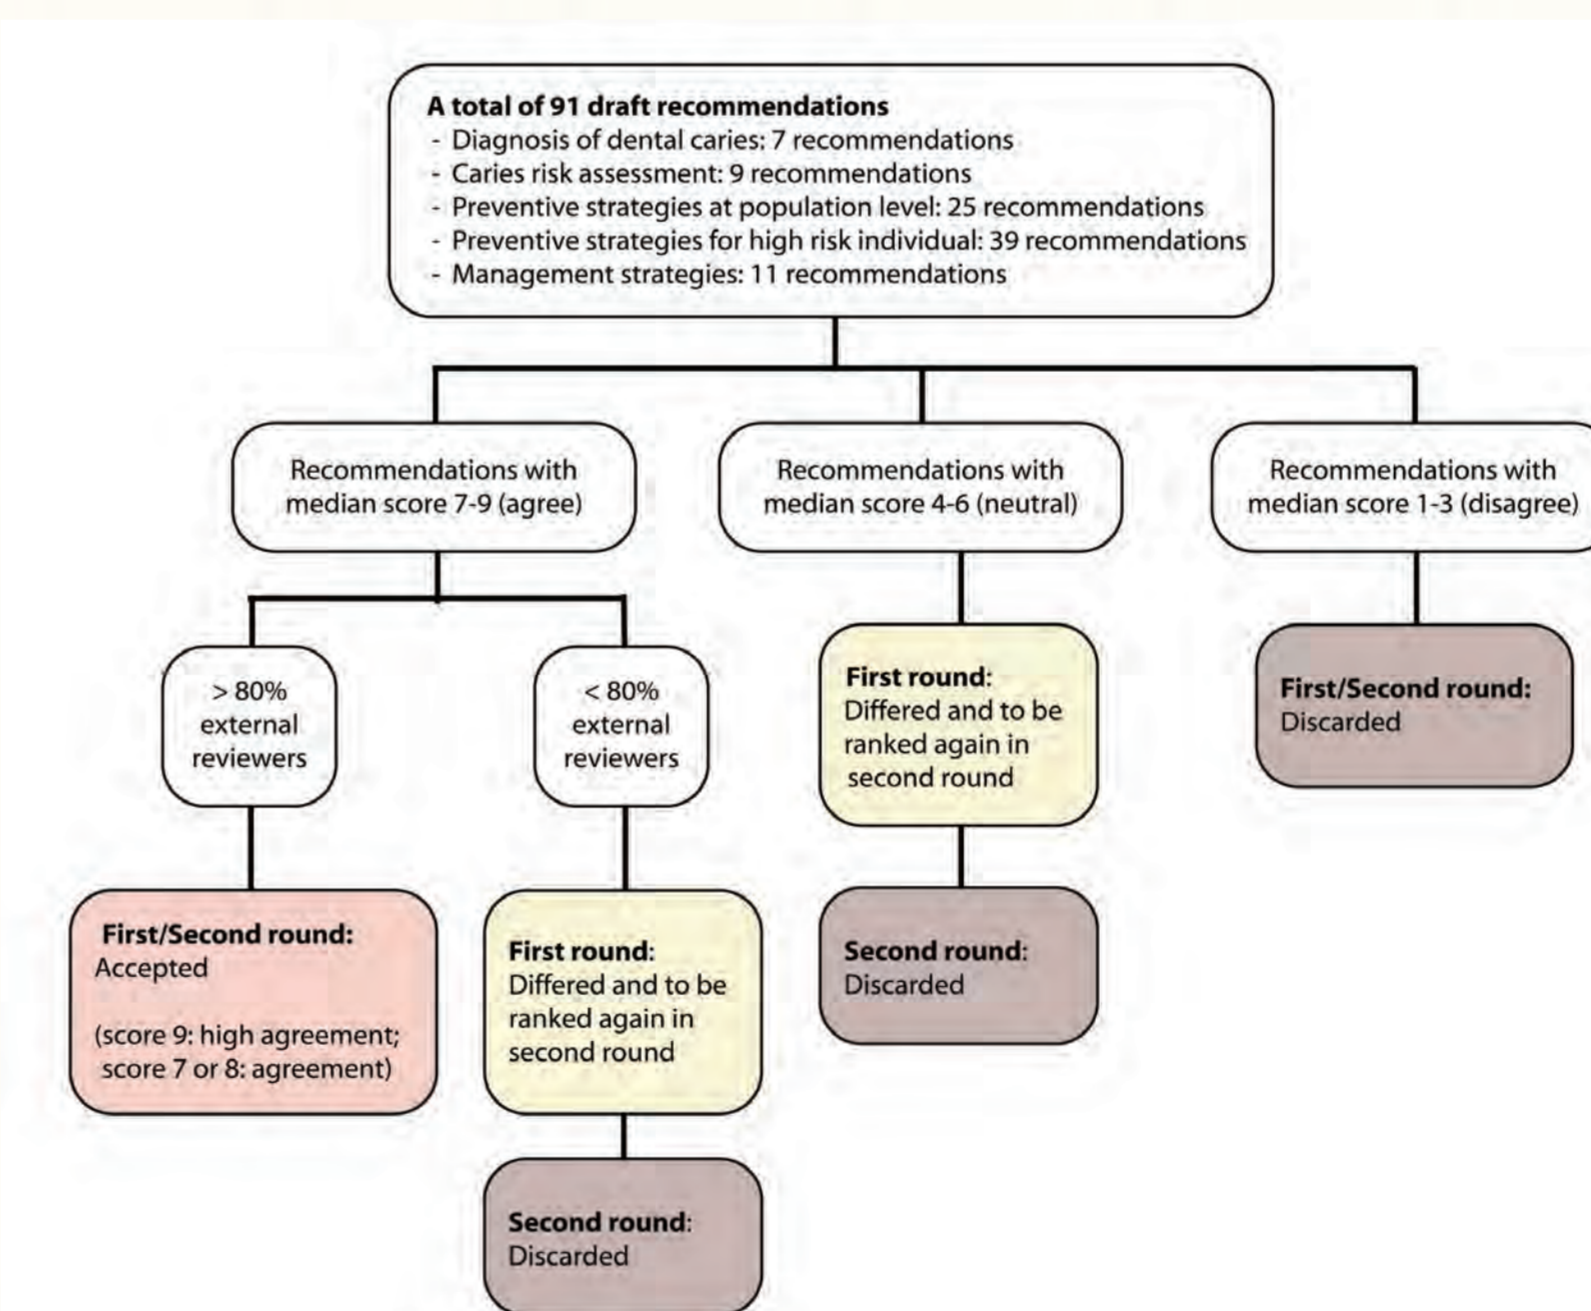 A total of 91 draft recommendations
- Diagnosis of dental caries: 7 recommendations
- Caries risk assessment: 9 recommendations
- Preventive strategies at population level: 25 recommendations
- Preventive strategies for high risk individual: 39 recommendations
- Management strategies: 11 recommendations
Recommendations with
median score 7-9 (agree)
Recommendations with
median score 4-6 (neutral)
Recommendations with
median score 1-3 (disagree)
> 80%
external
reviewers
< 80%
external
reviewers
First round:
Differed and to be
ranked again in
second round
First/Second round:
Discarded
First/Second round:
Accepted
(score 9: high agreement;
score 7 or 8: agreement)
First round:
Differed and to be
ranked again in
second round
Second round:
Discarded
Second round:
Discarded